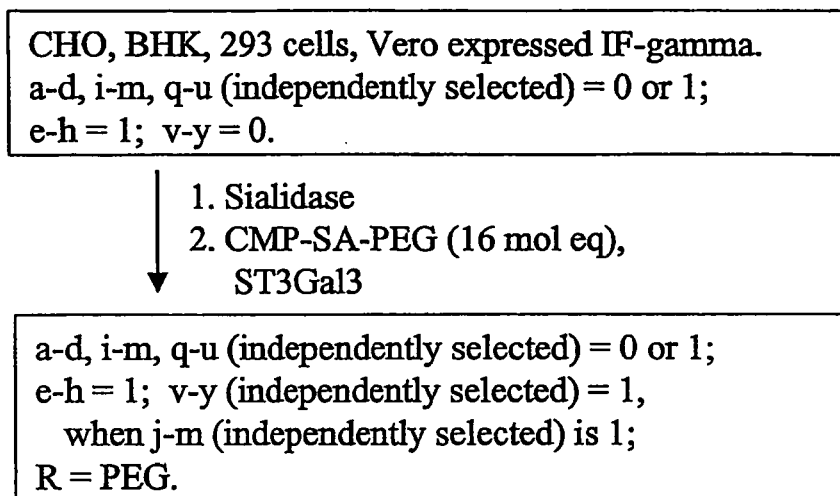 CHO, BHK, 293 cells, Vero expressed IF-gamma.
a-d, i-m, q-u (independently selected) = 0 or 1;
e-h = 1; v-y = 0.
1. Sialidase
2. CMP-SA-PEG (16 mol eq),
ST3Gal3
a-d, i-m, q-u (independently selected) = 0 or 1;
e-h = 1; v-y (independently selected) = 1,
when j-m (independently selected) is 1;
R = PEG.